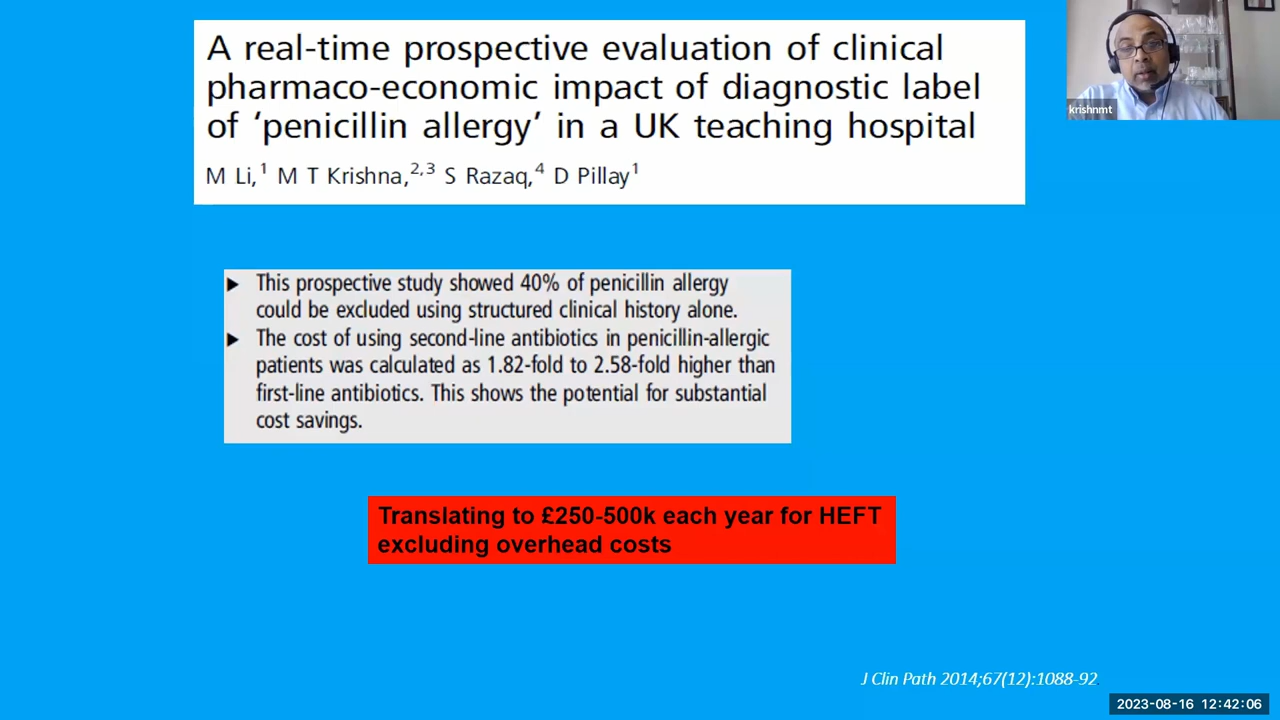 A real-time prospective evaluation of clinical
pharmaco-economic impact of diagnostic label
of ‘penicillin allergy’ in a UK teaching hospital
M Li,1 M T Krishna,2,3 S Razaq,4 D Pillay1
krishnmt
► This prospective study showed 40% of penicillin allergy
could be excluded using structured clinical history alone.
► The cost of using second-line antibiotics in penicillin-allergic
patients was calculated as 1.82-fold to 2.58-fold higher than
first-line antibiotics. This shows the potential for substantial
cost savings.
Translating to £250-500k each year for HEFT
excluding overhead costs
J Clin Path 2014;67(12):1088-92.
2023-08-16 12:42:06